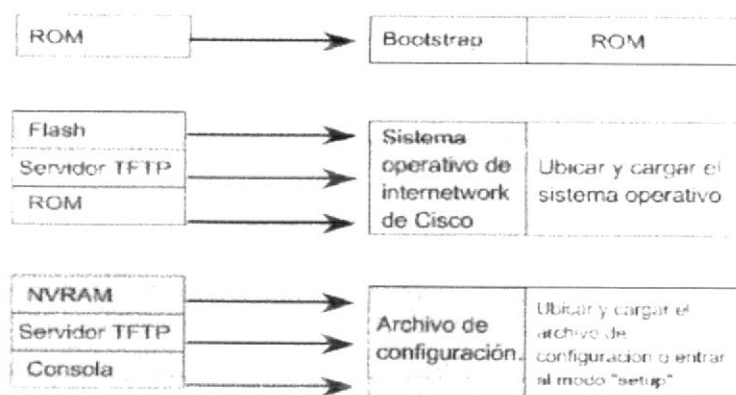 ROM
Bootstrap
ROM
Flash
Servidor TFTP
ROM
Sistema
operativo de
internetwork
de Cisco
Ubicar y cargar el
sistema operativo
NVRAM
Servidor TFTP
Consola
Archivo de
configuración.
Ubicar y cargar el
archivo de
configuración o entrar
al modo "setup"